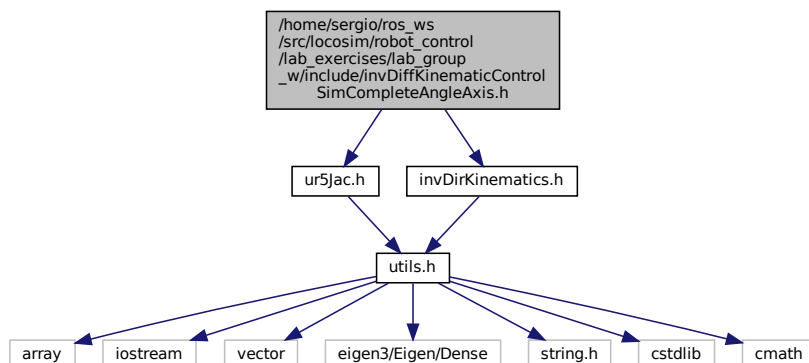 /home/sergio/ros_ws
/src/locosim/robot_control
/lab_exercises/lab_group
_w/include/invDiffKinematicControl
SimCompleteAngleAxis.h
ur5Jac.h
invDirKinematics.h
utils.h
array
iostream
vector
eigen3/Eigen/Dense
string.h
cstdlib
cmath